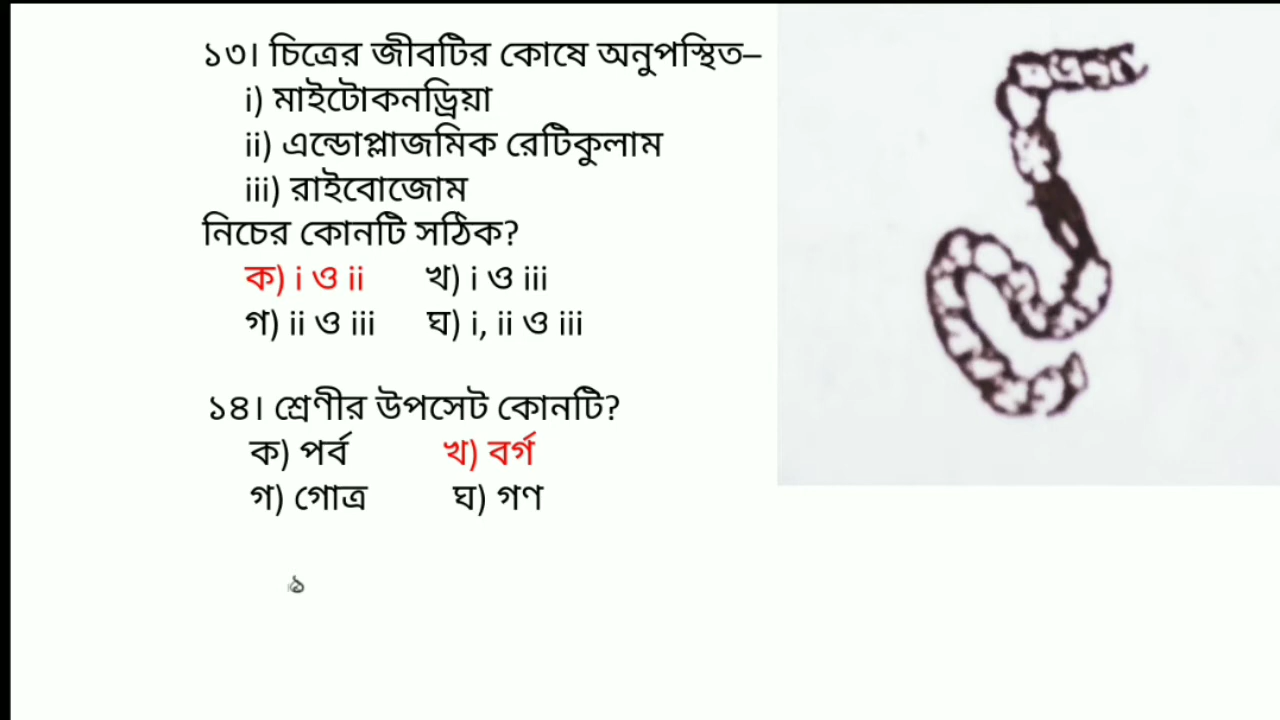 ১৩। চিত্রের জীবটির কোষে অনুপস্থিত–
i) মাইটোকনড্রিয়া
ii) এন্ডোপ্লাজমিক রেটিকুলাম
iii) রাইবোজোম
নিচের কোনটি সঠিক?
ক) i ও ii খ) i ও iii
গ) ii ও iii ঘ) i, ii ও iii
১৪। শ্রেণীর উপসেট কোনটি?
ক) পর্ব খ) বর্গ
গ) গোত্র ঘ) গণ